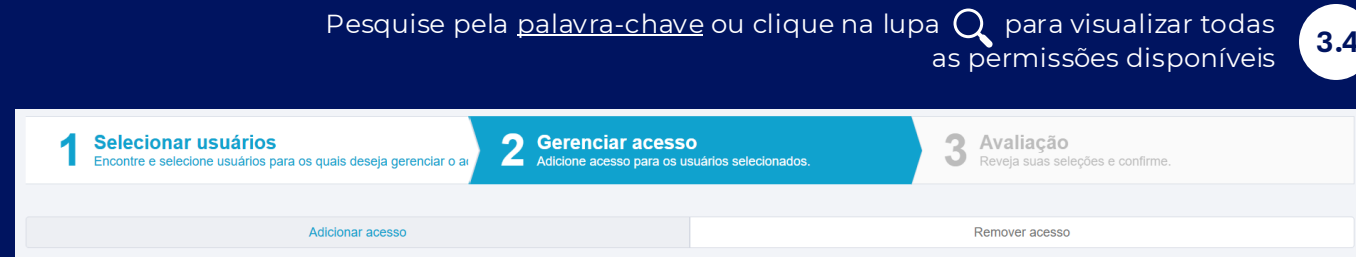 Pesquise pela palavra-chave ou clique na lupa para visualizar todas
as permissões disponíveis
3.4
1 Selecionar usuários
Encontre e selecione usuários para os quais deseja gerenciar o
2 Gerenciar acesso
Adicione acesso para os usuários selecionados.
3 Avaliação
Reveja suas seleções e confirme.
Adicionar acesso
Remover acesso